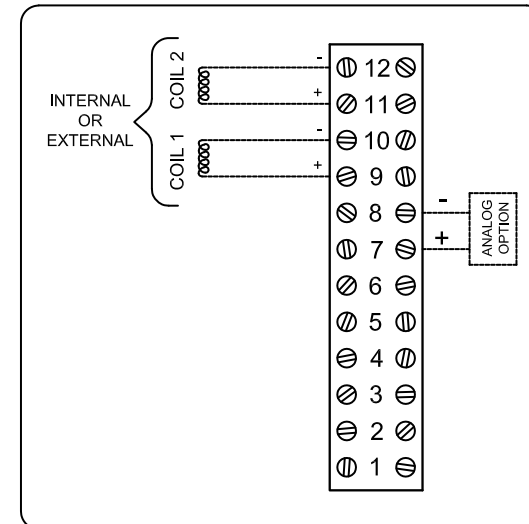 INTERNAL
OR
EXTERNAL
COIL 2
-
+
COIL 1
-
+
12
11
10
9
8
7
6
5
4
3
2
1
-
+
ANALOG
OPTION